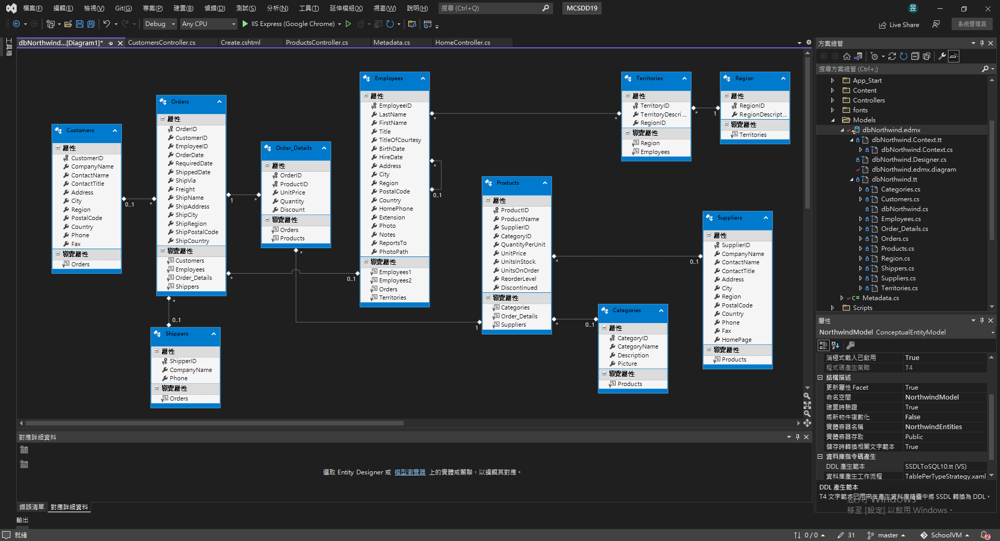 檔案(F) 編輯(E) 檢視(V) Git(G) 專案(P) 建置(B) 偵錯(D) 測試(S) 分析(N) 工具(T) 延伸模組(X) 視窗(W) 說明(H) 搜尋 (Ctrl+Q) MCSDD19 昱
Debug Any CPU IIS Express (Google Chrome) Live Share 系統管理員
工具箱
dbNorthwind...[Diagram1]* CustomersController.cs Create.cshtml ProductsController.cs Metadata.cs HomeController.cs
Customers
屬性
CustomerID
CompanyName
ContactName
ContactTitle
Address
City
Region
PostalCode
Country
Phone
Fax
導覽屬性
Orders
0..1
*
Orders
屬性
OrderID
CustomerID
EmployeeID
OrderDate
RequiredDate
ShippedDate
ShipVia
Freight
ShipName
ShipAddress
ShipCity
ShipRegion
ShipPostalCode
ShipCountry
導覽屬性
Customers
Employees
Order_Details
Shippers
*
0..1
Shippers
屬性
ShipperID
CompanyName
Phone
導覽屬性
Orders
1
*
Order_Details
屬性
OrderID
ProductID
UnitPrice
Quantity
Discount
導覽屬性
Orders
Products
*
1
*
0..1
Employees
屬性
EmployeeID
LastName
FirstName
Title
TitleOfCourtesy
BirthDate
HireDate
Address
City
Region
PostalCode
Country
HomePhone
Extension
Photo
Notes
ReportsTo
PhotoPath
導覽屬性
Employees1
Employees2
Orders
Territories
*
*
*
0..1
Products
屬性
ProductID
ProductName
SupplierID
CategoryID
QuantityPerUnit
UnitPrice
UnitsInStock
UnitsOnOrder
ReorderLevel
Discontinued
導覽屬性
Categories
Order_Details
Suppliers
*
0..1
*
0..1
Territories
屬性
TerritoryID
TerritoryDescri...
RegionID
導覽屬性
Region
Employees
*
1
Region
屬性
RegionID
RegionDescript...
導覽屬性
Territories
Categories
屬性
CategoryID
CategoryName
Description
Picture
導覽屬性
Products
Suppliers
屬性
SupplierID
CompanyName
ContactName
ContactTitle
Address
City
Region
PostalCode
Country
Phone
Fax
HomePage
導覽屬性
Products
對應詳細資料
選取 Entity Designer 或 模型瀏覽器 上的實體或關聯，以編輯其對應。
錯誤清單 對應詳細資料
輸出
方案總管
搜尋方案總管 (Ctrl+;)
App_Start
Content
Controllers
fonts
Models
dbNorthwind.edmx
dbNorthwind.Context.tt
dbNorthwind.Context.cs
dbNorthwind.Designer.cs
dbNorthwind.edmx.diagram
dbNorthwind.tt
Categories.cs
Customers.cs
dbNorthwind.cs
Employees.cs
Order_Details.cs
Orders.cs
Products.cs
Region.cs
Shippers.cs
Suppliers.cs
Territories.cs
C# Metadata.cs
Scripts
屬性
NorthwindModel ConceptualEntityModel
消極式載入已啟用 True
程式碼產生策略 T4
結構描述
更新屬性 Facet True
命名空間 NorthwindModel
建置時驗證 True
將新物件複數化 False
實體容器名稱 NorthwindEntities
實體容器存取 Public
儲存時轉換相關文字範本 True
資料庫指令碼產生
DDL 產生範本 SSDLToSQL10.tt (VS)
資料庫產生工作流程 TablePerTypeStrategy.xaml
DDL 產生範本
T4 文字範本已用來在產生資料庫精靈中將 SSDL 轉換為 DDL。
啟用 Windows
移至 [設定] 以啟用 Windows。
就緒 0 / 0 31 master SchoolVM 2